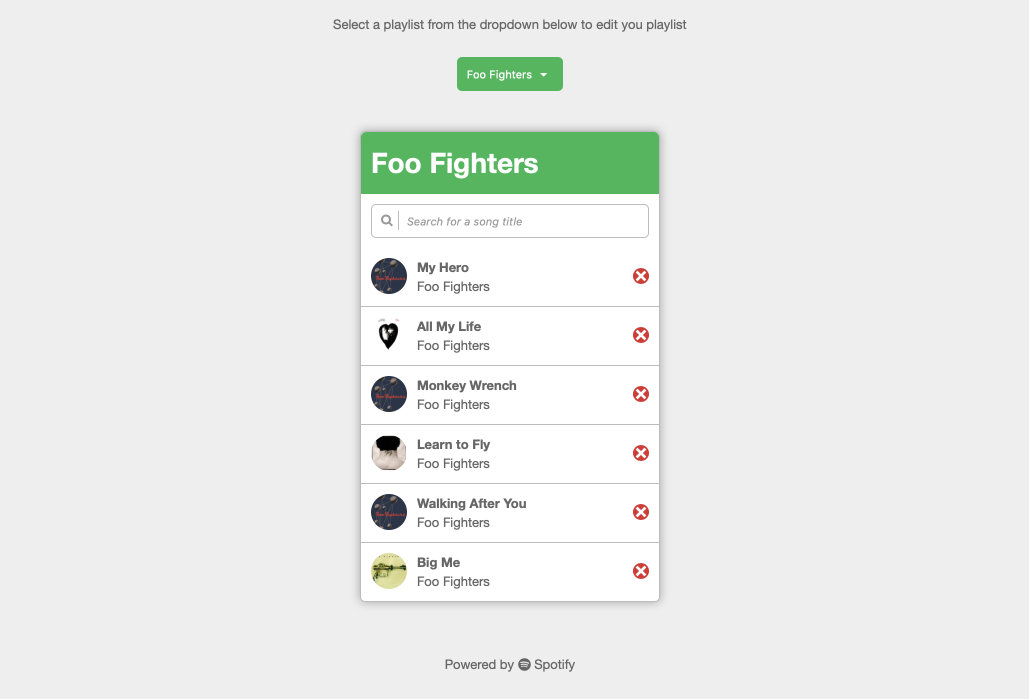 Select a playlist from the dropdown below to edit you playlist
Foo Fighters
Foo Fighters
Search for a song title
My Hero
Foo Fighters
All My Life
Foo Fighters
Monkey Wrench
Foo Fighters
Learn to Fly
Foo Fighters
Walking After You
Foo Fighters
Big Me
Foo Fighters
Powered by Spotify